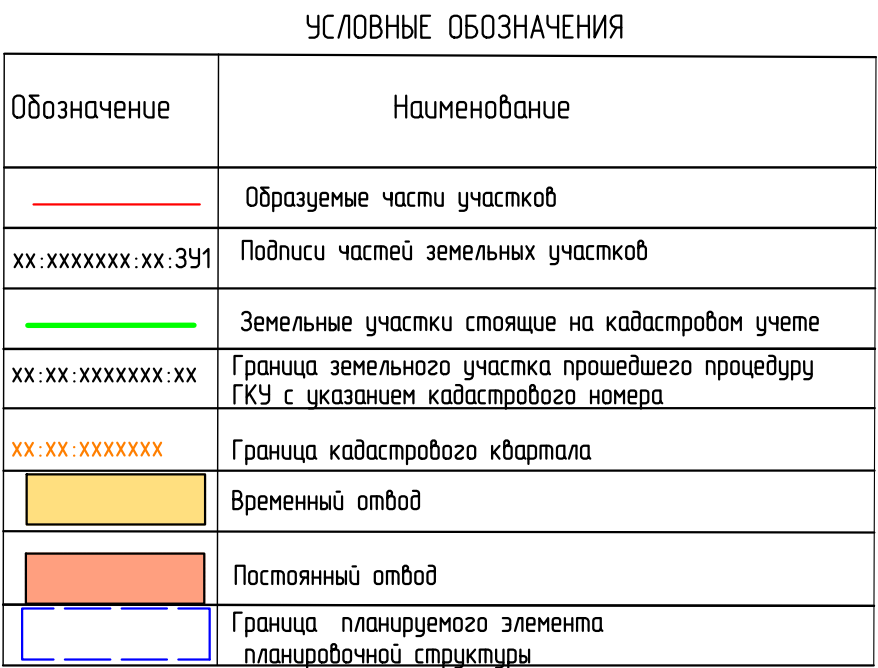 УСЛОВНЫЕ ОБОЗНАЧЕНИЯ
Обозначение
Наименование
Образуемые части участков
xx:xxxxxxx:xx:ЗУ1
Подписи частей земельных участков
Земельные участки стоящие на кадастровом учете
xx:xx:xxxxxxx:xx
Граница земельного участка прошедшего процедуру
ГКУ с указанием кадастрового номера
xx:xx:xxxxxxx
Граница кадастрового квартала
Временный отвод
Постоянный отвод
Граница планируемого элемента
планировочной структуры